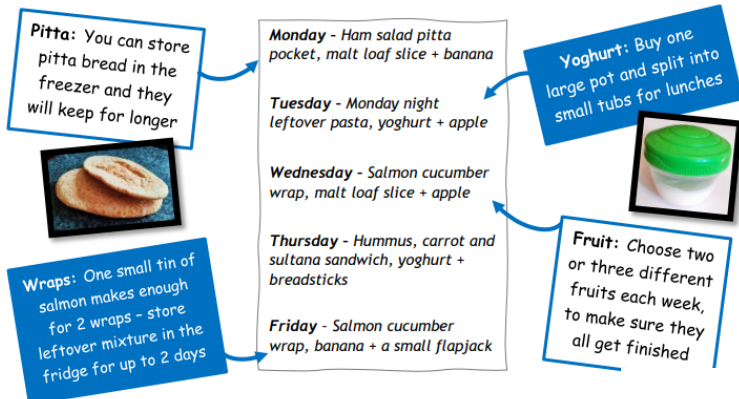 Pitta: You can store
pitta bread in the
freezer and they
will keep for longer
Monday – Ham salad pitta
pocket, malt loaf slice + banana
Tuesday – Monday night
leftover pasta, yoghurt + apple
Wednesday – Salmon cucumber
wrap, malt loaf slice + apple
Thursday – Hummus, carrot and
sultana sandwich, yoghurt +
breadsticks
Friday – Salmon cucumber
wrap, banana + a small flapjack
Yoghurt: Buy one
large pot and split into
small tubs for lunches
Wraps: One small tin of
salmon makes enough
for 2 wraps – store
leftover mixture in the
fridge for up to 2 days
Fruit: Choose two
or three different
fruits each week,
to make sure they
all get finished